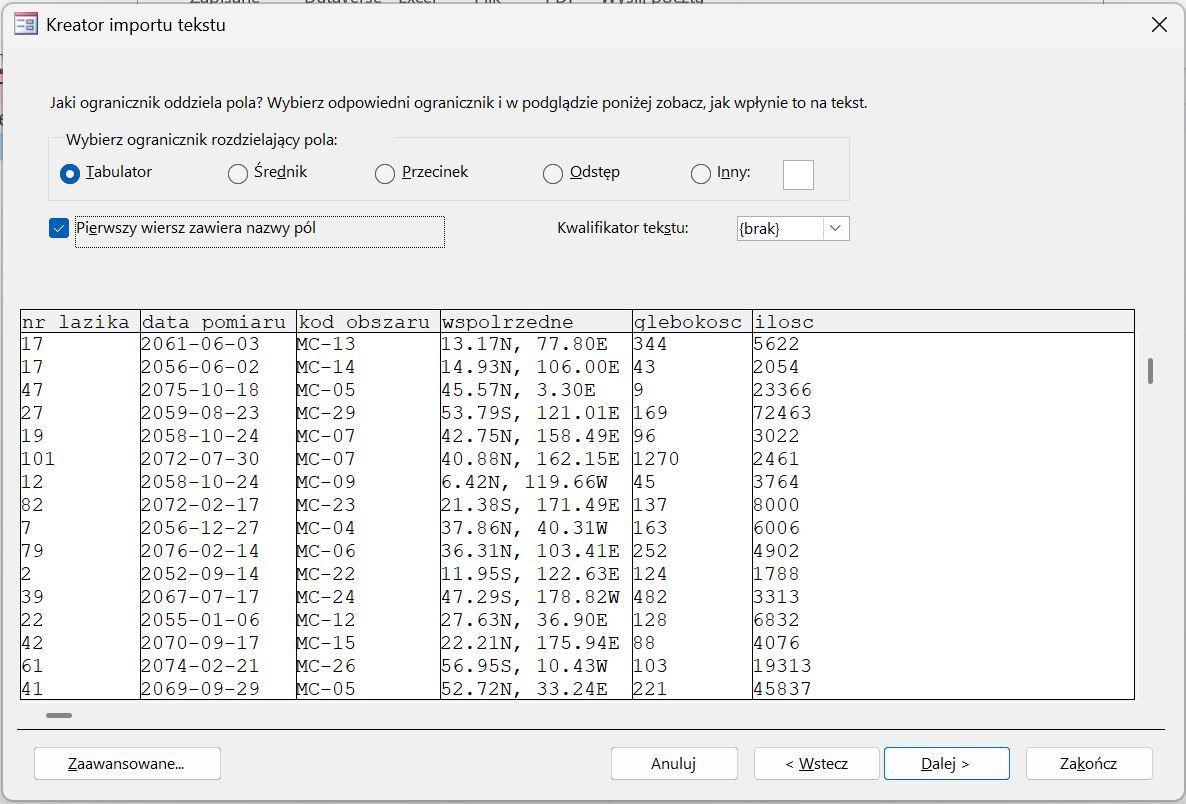 Kreator importu tekstu
Jaki ogranicznik oddziela pola? Wybierz odpowiedni ogranicznik i w podglądzie poniżej zobacz, jak wpłynie to na tekst.
Wybierz ogranicznik rozdzielający pola:
Tabulator Średnik Przecinek Odstęp Inny:
Pierwszy wiersz zawiera nazwy pól Kwalifikator tekstu: {brak}
nr lazika data pomiaru kod obszaru wspolrzedne glebokosc ilosc
17 2061-06-03 MC-13 13.17N, 77.80E 344 5622
17 2056-06-02 MC-14 14.93N, 106.00E 43 2054
47 2075-10-18 MC-05 45.57N, 3.30E 9 23366
27 2059-08-23 MC-29 53.79S, 121.01E 169 72463
19 2058-10-24 MC-07 42.75N, 158.49E 96 3022
101 2072-07-30 MC-07 40.88N, 162.15E 1270 2461
12 2058-10-24 MC-09 6.42N, 119.66W 45 3764
82 2072-02-17 MC-23 21.38S, 171.49E 137 8000
7 2056-12-27 MC-04 37.86N, 40.31W 163 6006
79 2076-02-14 MC-06 36.31N, 103.41E 252 4902
2 2052-09-14 MC-22 11.95S, 122.63E 124 1788
39 2067-07-17 MC-24 47.29S, 178.82W 482 3313
22 2055-01-06 MC-12 27.63N, 36.90E 128 6832
42 2070-09-17 MC-15 22.21N, 175.94E 88 4076
61 2074-02-21 MC-26 56.95S, 10.43W 103 19313
41 2069-09-29 MC-05 52.72N, 33.24E 221 45837
Zaawansowane... Anuluj < Wstecz Dalej > Zakończ